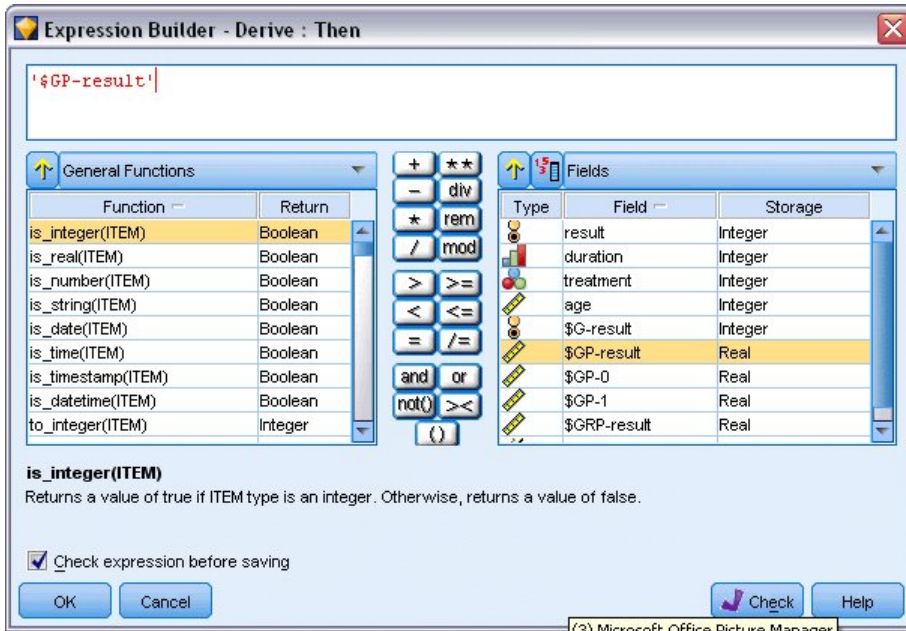 Expression Builder - Derive : Then
'$GP-result'
General Functions
Function Return
is_integer(ITEM) Boolean
is_real(ITEM) Boolean
is_number(ITEM) Boolean
is_string(ITEM) Boolean
is_date(ITEM) Boolean
is_time(ITEM) Boolean
is_timestamp(ITEM) Boolean
is_datetime(ITEM) Boolean
to_integer(ITEM) Integer
+ **
- div
* rem
/ mod
> >=
< <=
= /=
and or
not() ><
()
Fields
Type Field Storage
result Integer
duration Integer
treatment Integer
age Integer
$G-result Integer
$GP-result Real
$GP-0 Real
$GP-1 Real
$GRP-result Real
is_integer(ITEM)
Returns a value of true if ITEM type is an integer. Otherwise, returns a value of false.
Check expression before saving
OK Cancel Check Help
(3) Microsoft Office Picture Manager